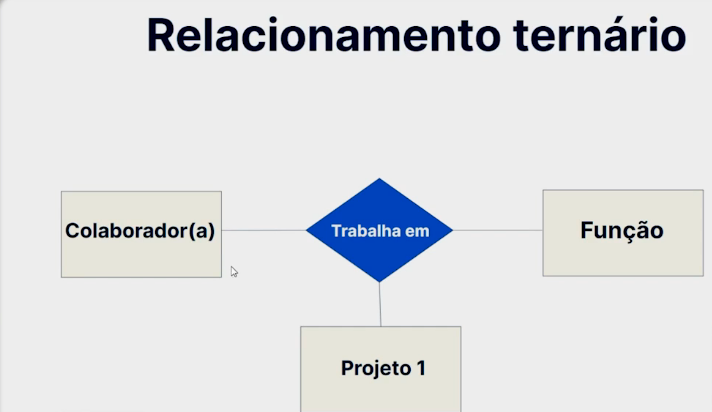 Relacionamento ternário
Colaborador(a)
Trabalha em
Função
Projeto 1